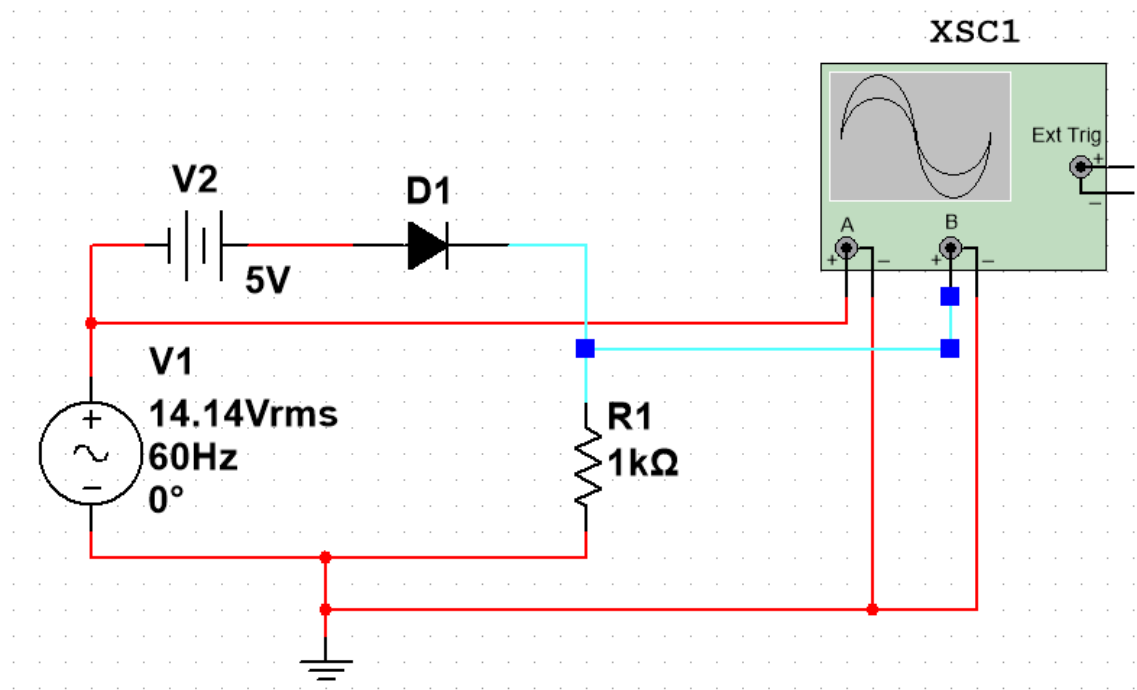 XSC1
Ext Trig
+
−
A
B
+
−
+
−
V2
D1
5V
V1
+
14.14Vrms
60Hz
−
0°
R1
1kΩ